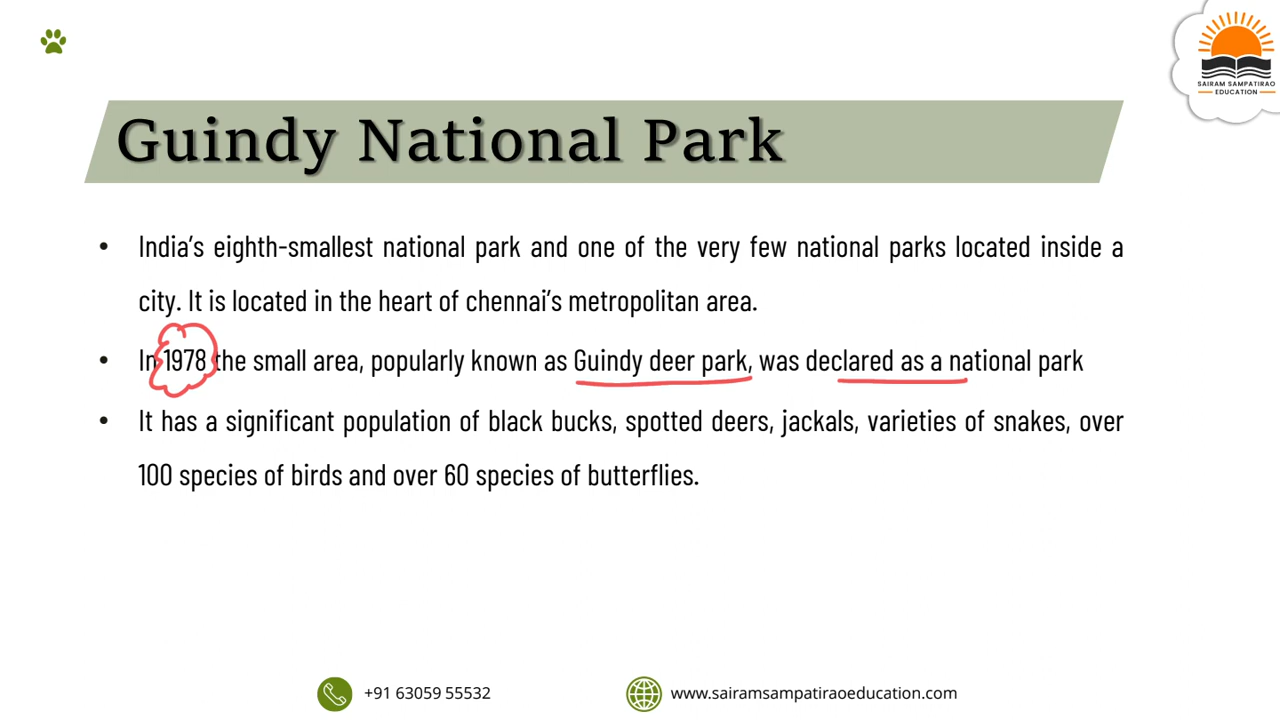 SAIRAM SAMPATIRAO
EDUCATION
Guindy National Park
• India's eighth-smallest national park and one of the very few national parks located inside a
city. It is located in the heart of chennai's metropolitan area.
• In 1978 the small area, popularly known as Guindy deer park, was declared as a national park
• It has a significant population of black bucks, spotted deers, jackals, varieties of snakes, over
100 species of birds and over 60 species of butterflies.
+91 63059 55532
www.sairamsampatiraoeducation.com